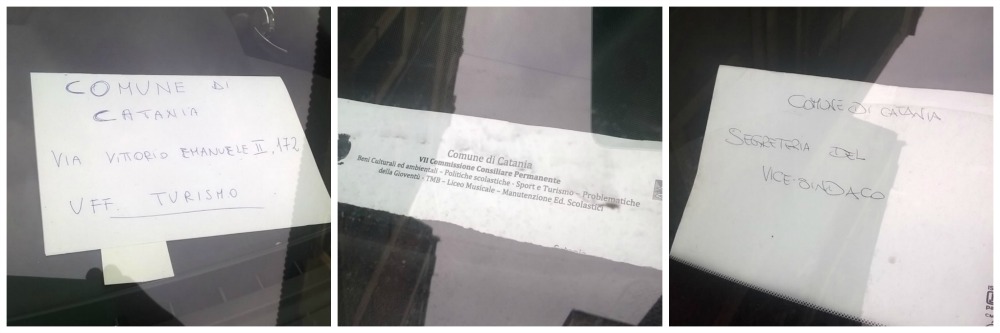 COMUNE DI
CATANIA
VIA VITTORIO EMANUELE II, 172
UFF. TURISMO
Comune di Catania
VII Commissione Consiliare Permanente
Beni Culturali ed ambientali - Politiche scolastiche - Sport e Turismo - Problematiche
della Gioventù - TMB - Liceo Musicale - Manutenzione Ed. Scolastici
COMUNE DI CATANIA
SEGRETERIA DEL
VICE-SINDACO